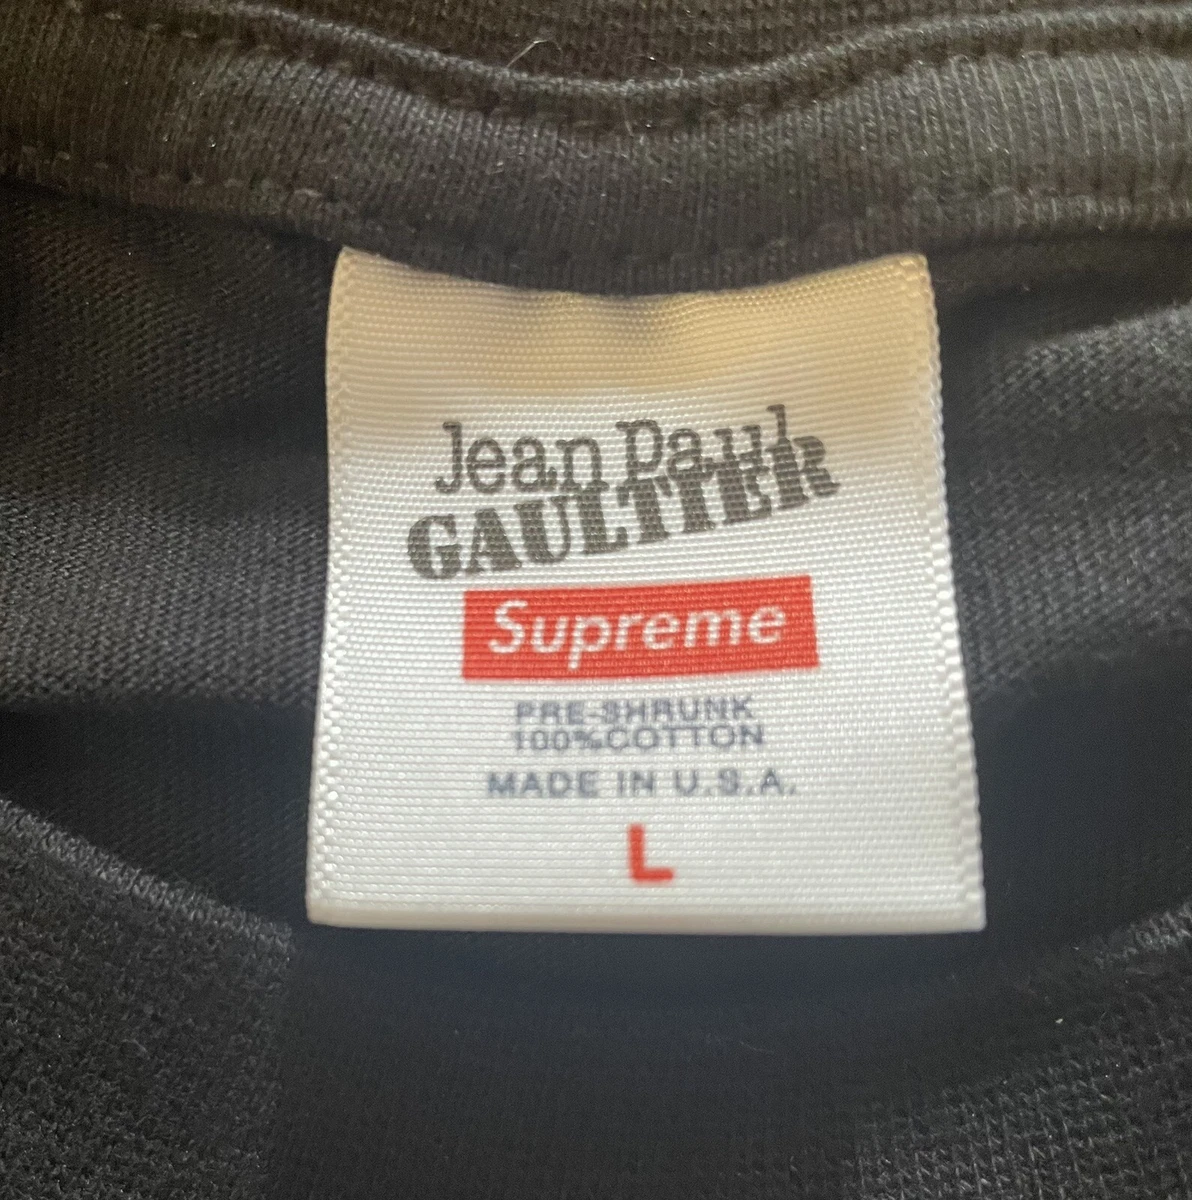 Jean Paul
GAULTIER
Supreme
PRE-SHRUNK
100%COTTON
MADE IN U.S.A.
L